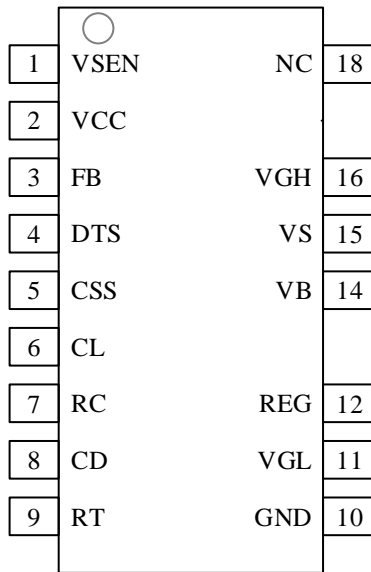 1 VSEN NC 18
2 VCC
3 FB VGH 16
4 DTS VS 15
5 CSS VB 14
6 CL
7 RC REG 12
8 CD VGL 11
9 RT GND 10